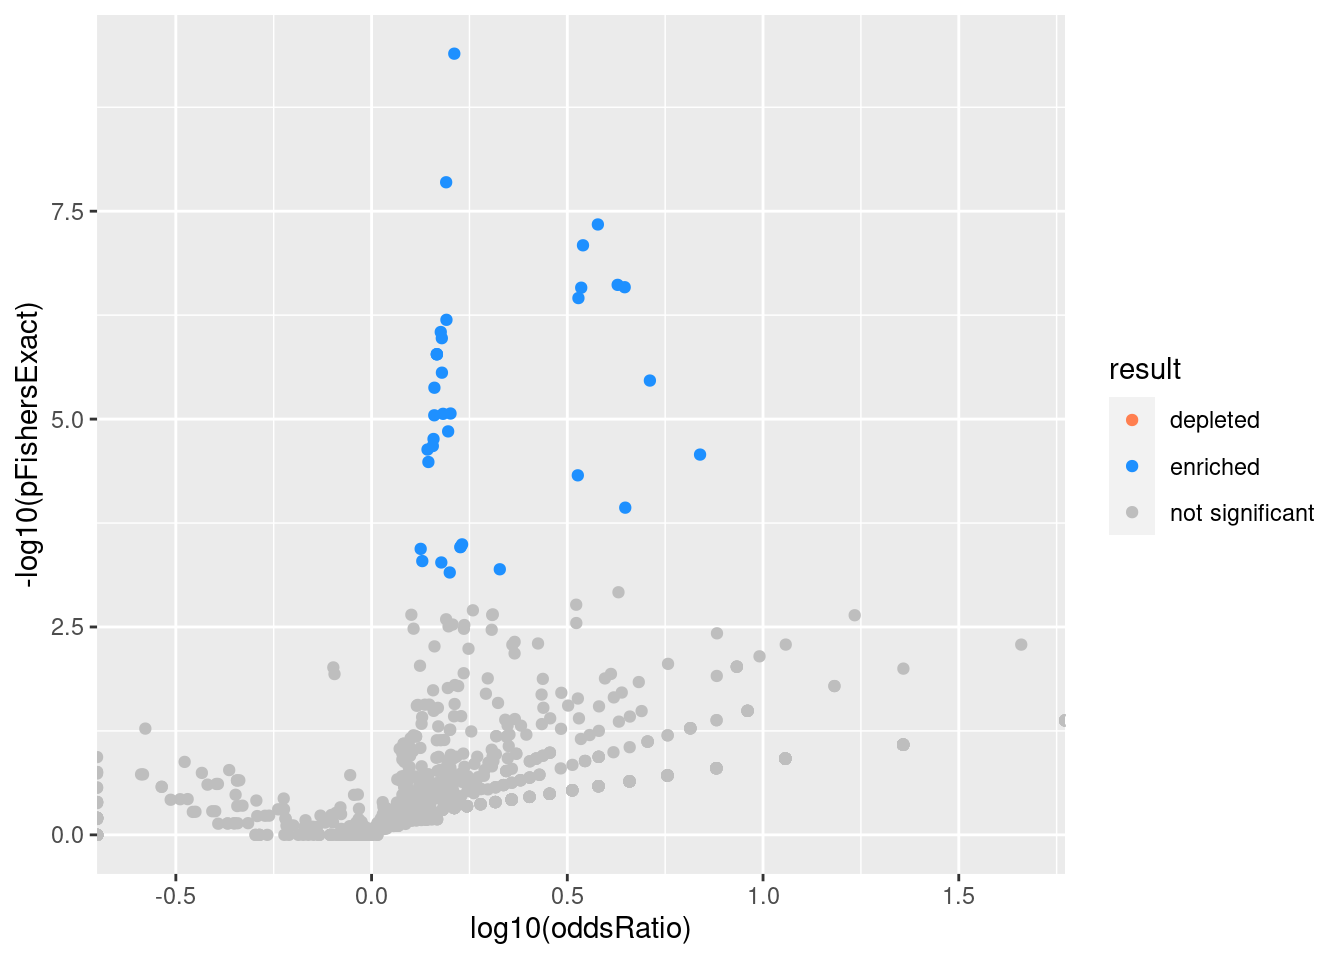 7.5
5.0
2.5
0.0
-log10(pFishersExact)
-0.5
0.0
0.5
1.0
1.5
log10(oddsRatio)
result
depleted
enriched
not significant